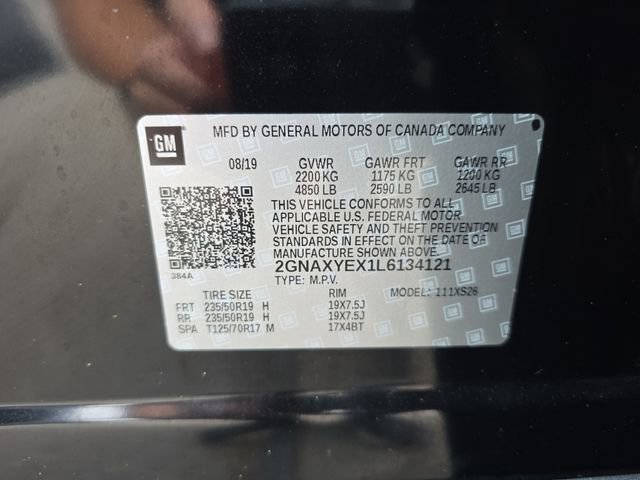 GM
MFD BY GENERAL MOTORS OF CANADA COMPANY
08/19 GVWR GAWR FRT GAWR RR
2200 KG 1175 KG 1200 KG
4850 LB 2590 LB 2645 LB
THIS VEHICLE CONFORMS TO ALL
APPLICABLE U.S. FEDERAL MOTOR
VEHICLE SAFETY AND THEFT PREVENTION
STANDARDS IN EFFECT ON THE DATE OF
MANUFACTURE SHOWN ABOVE.
2GNAXYEX1L6134121
384A
TYPE: M.P.V. MODEL: 111XS26
TIRE SIZE RIM
FRT 235/50R19 H 19X7.5J
RR 235/50R19 H 19X7.5J
SPA T125/70R17 M 17X4BT